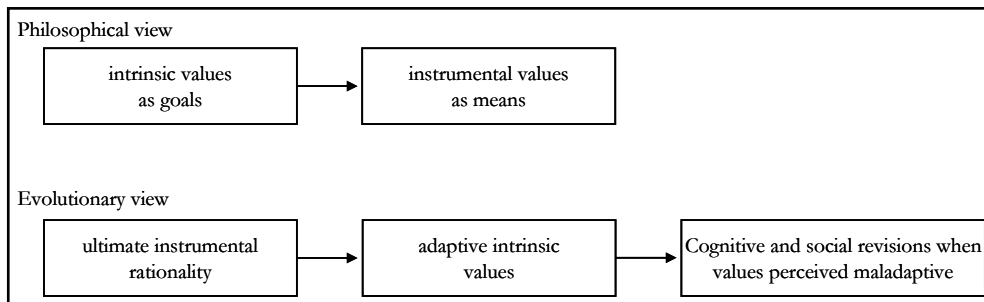 Philosophical view
intrinsic values
as goals
instrumental values
as means
Evolutionary view
ultimate instrumental
rationality
adaptive intrinsic
values
Cognitive and social revisions when
values perceived maladaptive